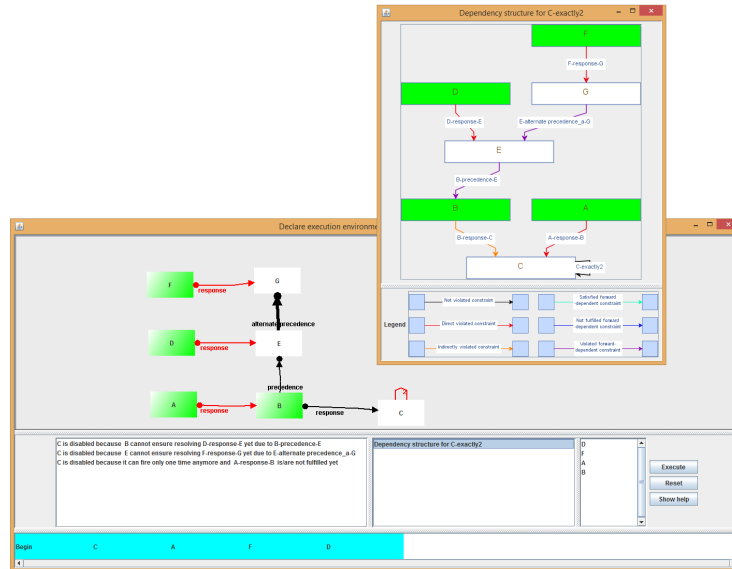 Dependency structure for C-exactly2
F
F-response-G
D
G
D-response-E
E-alternate precedence_a-G
E
B-precedence-E
B
A
B-response-C
A-response-B
C
C-exactly2
Legend
Not violated constraint
Satisfied forward
-dependent constraint
Direct violated constraint
Not fulfilled forward
dependent constraint
Indirectly violated constraint
Violated forward-
dependent constraint
Declare execution environme
F
response
G
alternate precedence
D
response
E
precedence
A
response
B
response
C
2
C is disabled because B cannot ensure resolving D-response-E yet due to B-precedence-E
C is disabled because E cannot ensure resolving F-response-G yet due to E-alternate precedence_a-G
C is disabled because it can fire only one time anymore and A-response-B is/are not fulfilled yet
Dependency structure for C-exactly2
D
F
A
B
Execute
Reset
Show help
Begin C A F D